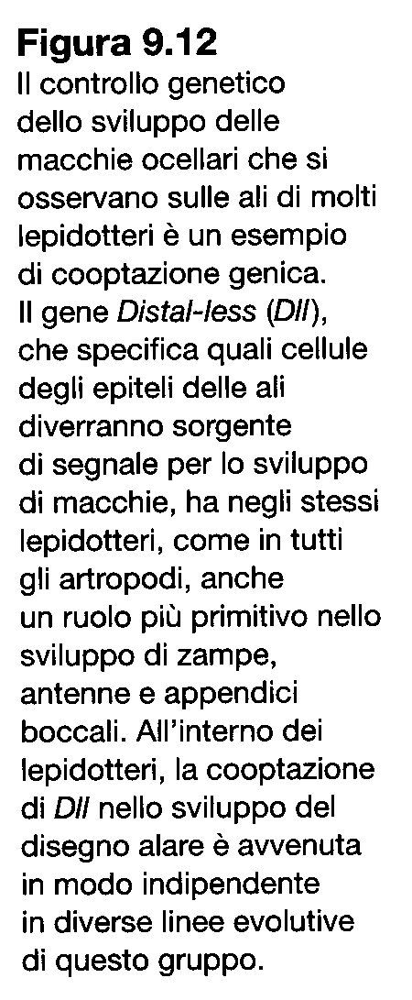 Figura 9.12
Il controllo genetico
dello sviluppo delle
macchie ocellari che si
osservano sulle ali di molti
lepidotteri è un esempio
di cooptazione genica.
Il gene Distal-less (Dll),
che specifica quali cellule
degli epiteli delle ali
diverranno sorgente
di segnale per lo sviluppo
di macchie, ha negli stessi
lepidotteri, come in tutti
gli artropodi, anche
un ruolo più primitivo nello
sviluppo di zampe,
antenne e appendici
boccali. All'interno dei
lepidotteri, la cooptazione
di Dll nello sviluppo del
disegno alare è avvenuta
in modo indipendente
in diverse linee evolutive
di questo gruppo.